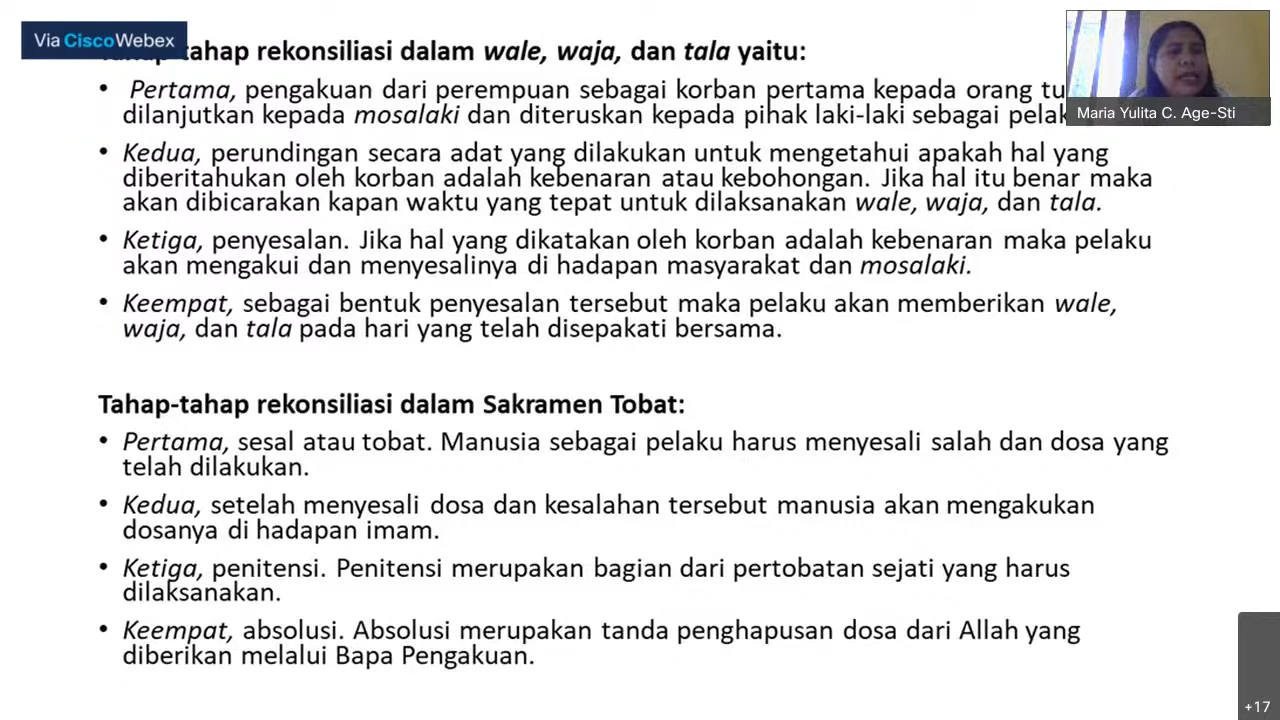 Via Cisco Webex
tahap rekonsiliasi dalam wale, waja, dan tala yaitu:
• Pertama, pengakuan dari perempuan sebagai korban pertama kepada orang
dilanjutkan kepada mosalaki dan diteruskan kepada pihak laki-laki sebagai
• Kedua, perundingan secara adat yang dilakukan untuk mengetahui apakah hal yang
diberitahukan oleh korban adalah kebenaran atau kebohongan. Jika hal itu benar maka
akan dibicarakan kapan waktu yang tepat untuk dilaksanakan wale, waja, dan tala.
• Ketiga, penyesalan. Jika hal yang dikatakan oleh korban adalah kebenaran maka pelaku
akan mengakui dan menyesalinya di hadapan masyarakat dan mosalaki.
• Keempat, sebagai bentuk penyesalan tersebut maka pelaku akan memberikan wale,
waja, dan tala pada hari yang telah disepakati bersama.
Tahap-tahap rekonsiliasi dalam Sakramen Tobat:
• Pertama, sesal atau tobat. Manusia sebagai pelaku harus menyesali salah dan dosa yang
telah dilakukan.
• Kedua, setelah menyesali dosa dan kesalahan tersebut manusia akan mengakukan
dosanya di hadapan imam.
• Ketiga, penitensi. Penitensi merupakan bagian dari pertobatan sejati yang harus
dilaksanakan.
• Keempat, absolusi. Absolusi merupakan tanda penghapusan dosa dari Allah yang
diberikan melalui Bapa Pengakuan.
Maria Yulita C. Age-Sti
+17